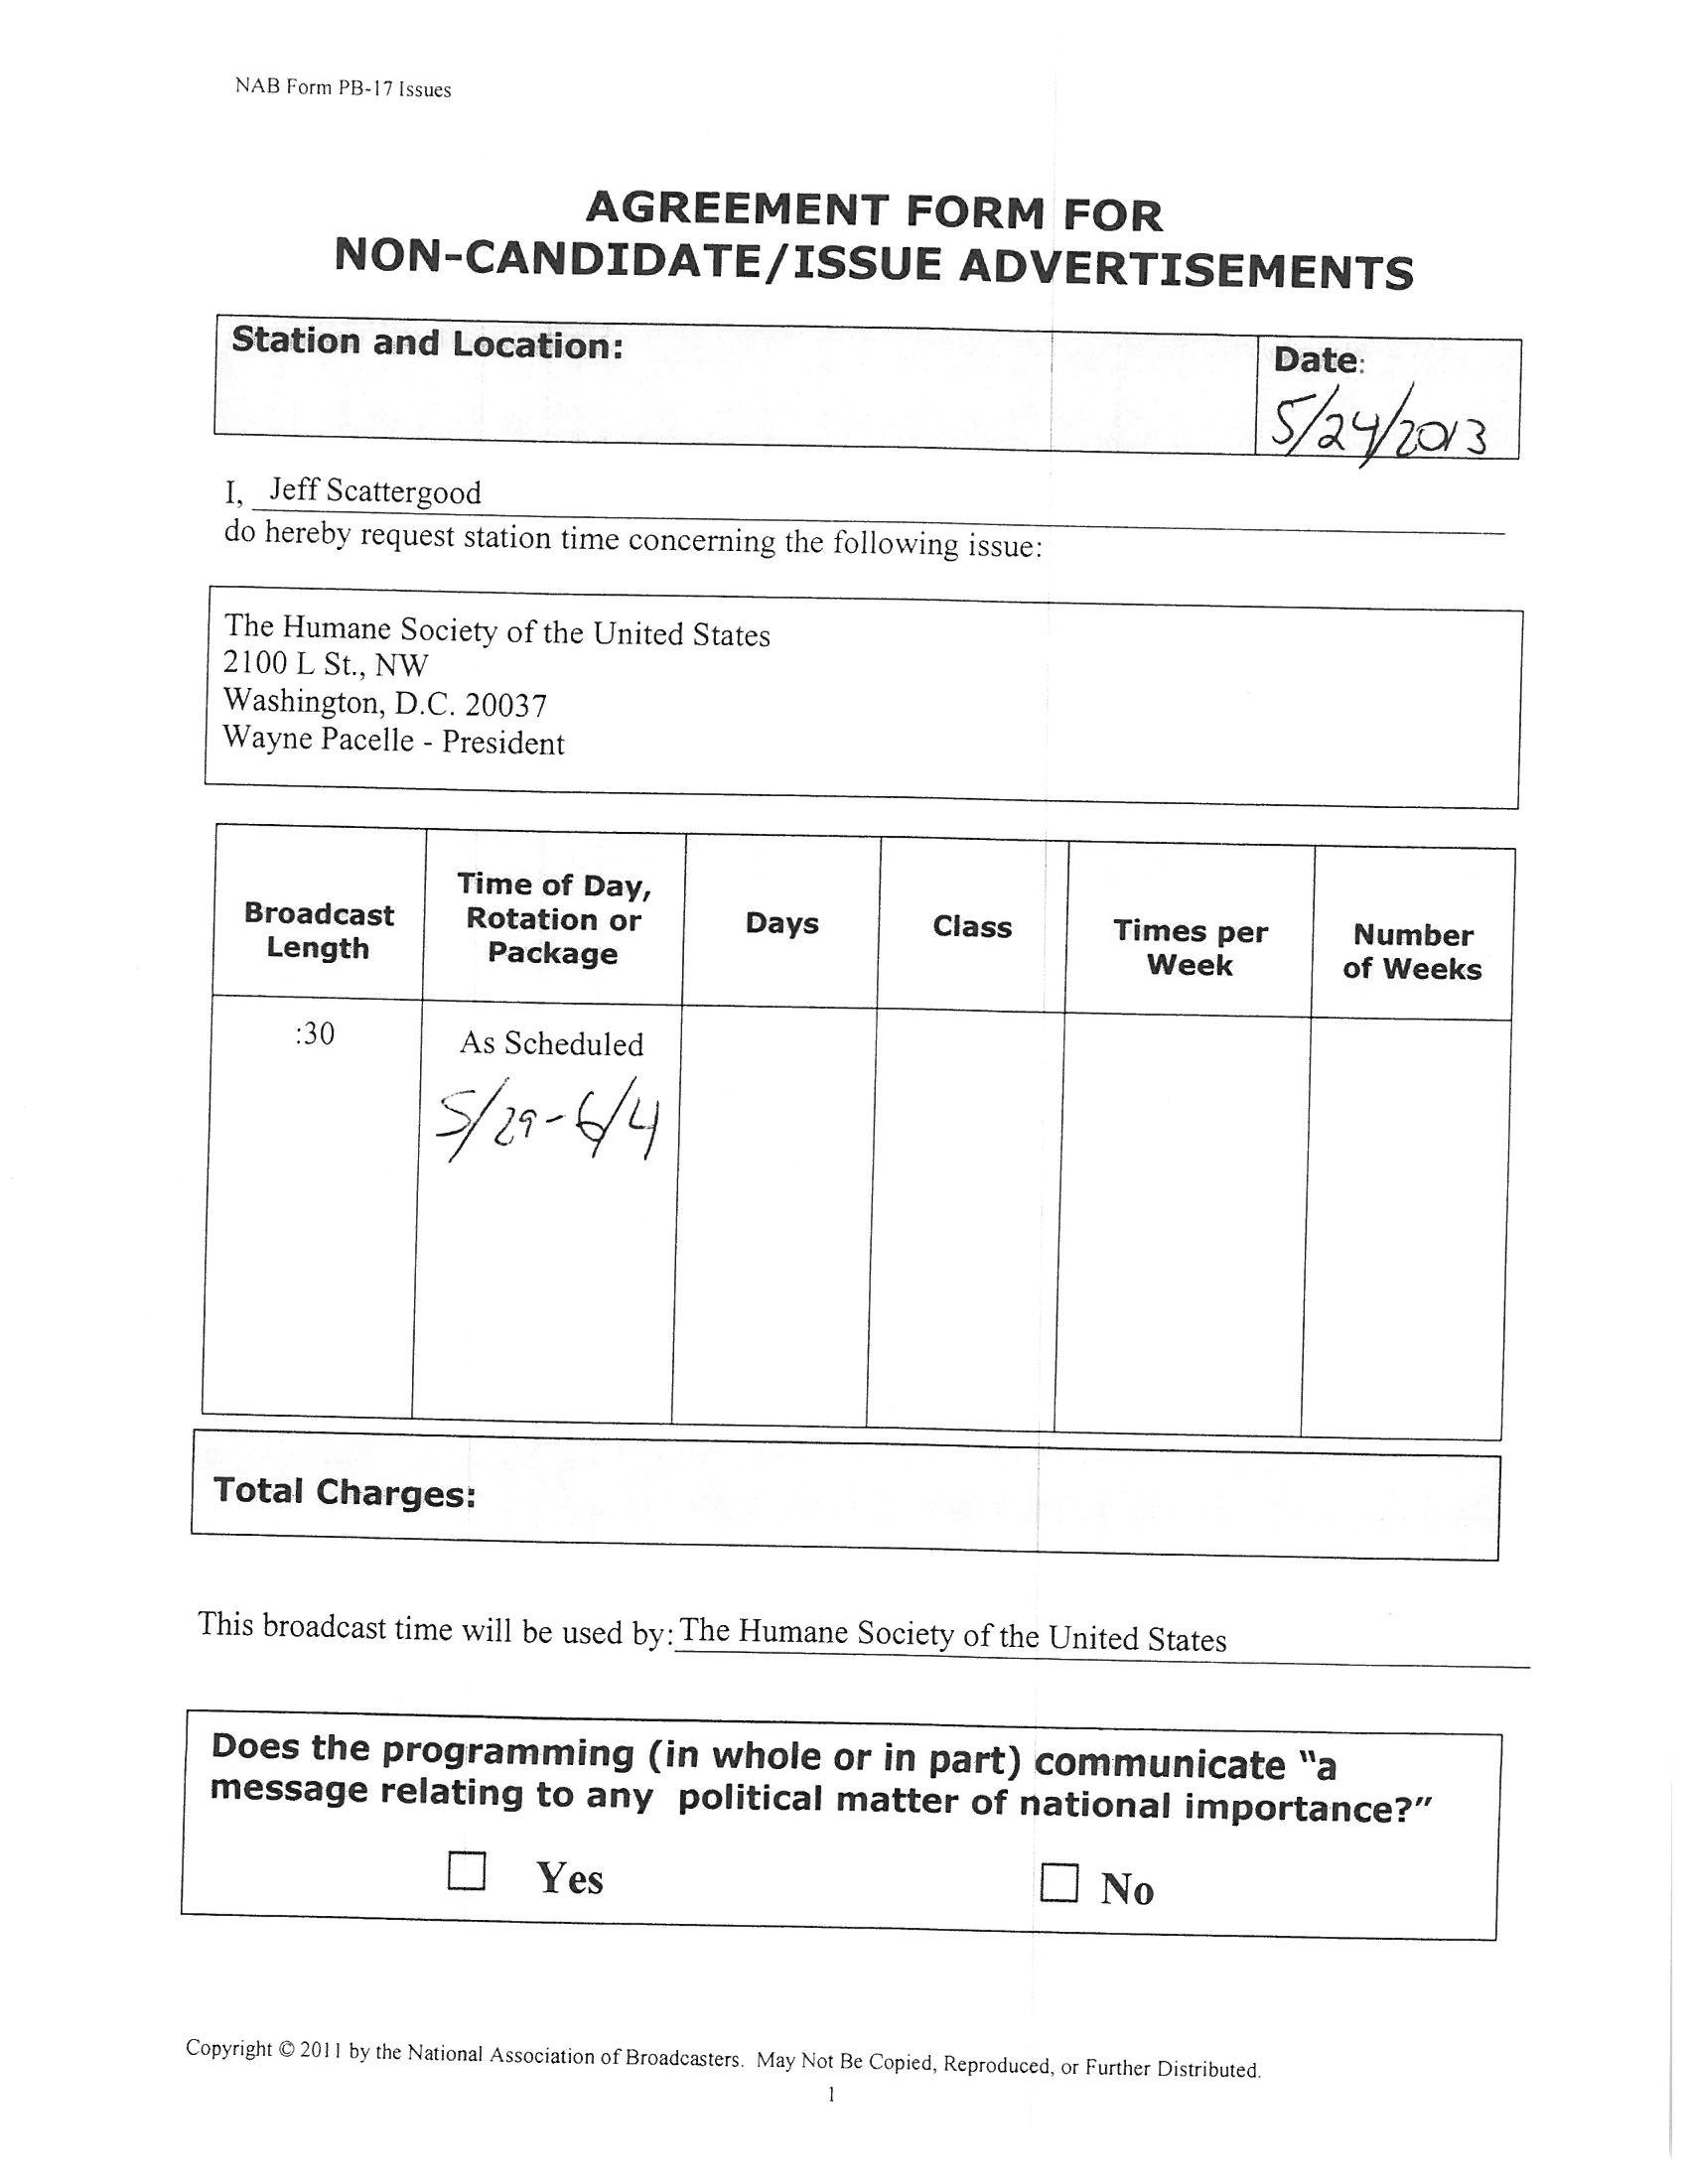 NAB Form PB-17 Issues
AGREEMENT FORM FOR
NON-CANDIDATE/ISSUE ADVERTISEMENTS
Station and Location:
Date:
5/24/2013
I, Jeff Scattergood
do hereby request station time concerning the following issue:
The Humane Society of the United States
2100 L St., NW
Washington, D.C. 20037
Wayne Pacelle - President
Broadcast
Length
Time of Day,
Rotation or
Package
Days
Class
Times per
Week
Number
of Weeks
:30
As Scheduled
5/29-6/4
Total Charges:
This broadcast time will be used by: The Humane Society of the United States
Does the programming (in whole or in part) communicate “a
message relating to any political matter of national importance?”
Yes
No
Copyright © 2011 by the National Association of Broadcasters. May Not Be Copied, Reproduced, or Further Distributed.
1